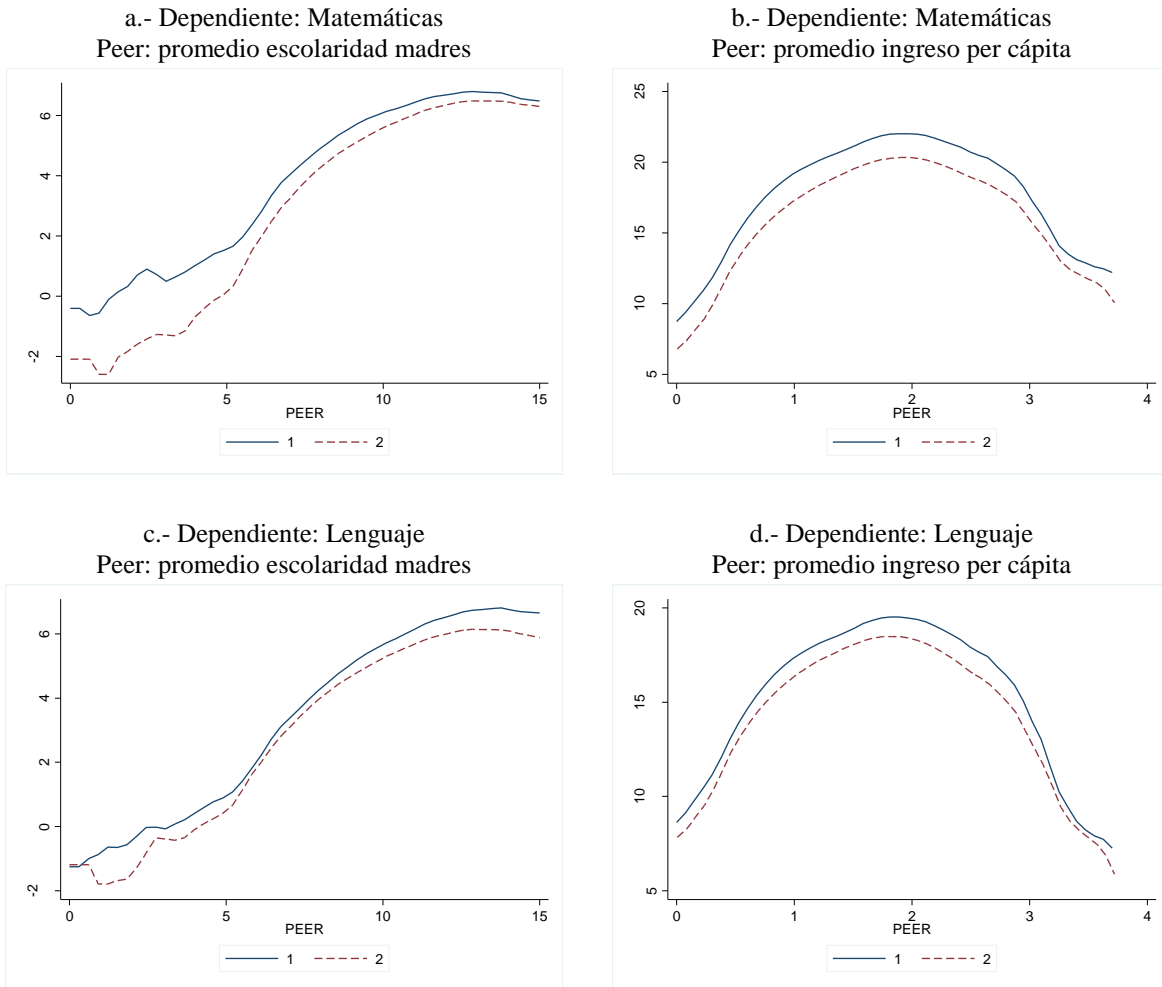 a.- Dependiente: Matemáticas
Peer: promedio escolaridad madres
6
4
2
0
-2
0 5 10 15
PEER
1 2
b.- Dependiente: Matemáticas
Peer: promedio ingreso per cápita
25
20
15
10
5
0 1 2 3 4
PEER
1 2
c.- Dependiente: Lenguaje
Peer: promedio escolaridad madres
6
4
2
0
-2
0 5 10 15
PEER
1 2
d.- Dependiente: Lenguaje
Peer: promedio ingreso per cápita
20
15
10
5
0 1 2 3 4
PEER
1 2